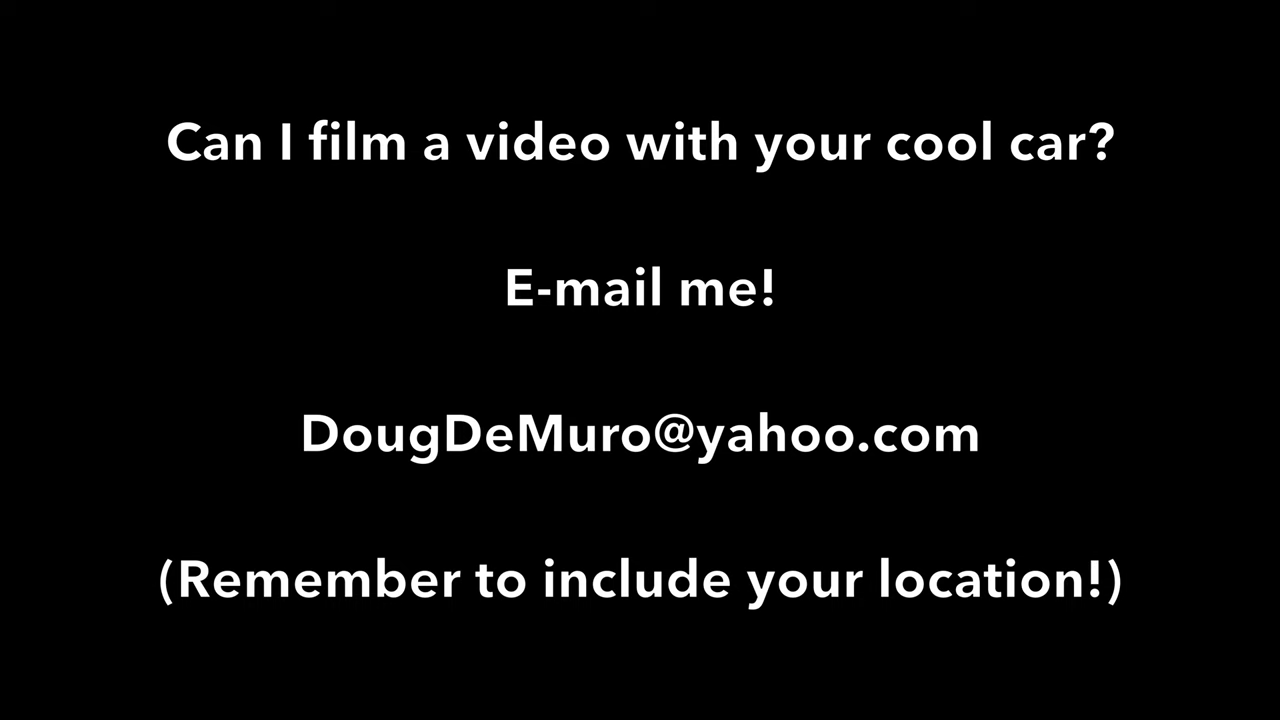 Can I film a video with your cool car?
E-mail me!
DougDeMuro@yahoo.com
(Remember to include your location!)